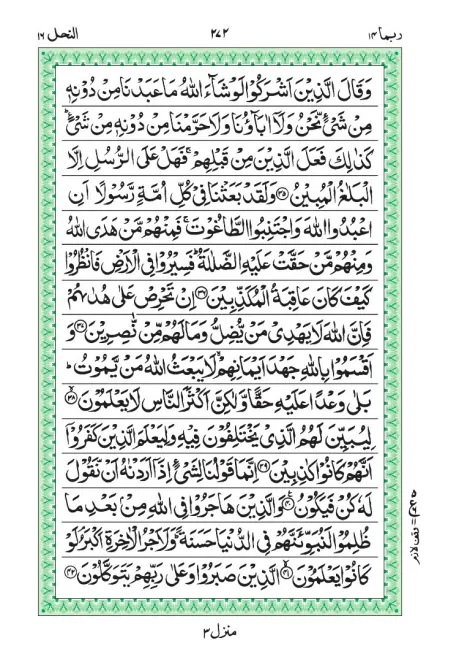 النحل ١٦ ٢٧٢ ربما ١٤
وَقَالَ الَّذِيْنَ اَشْرَكُوْا لَوْ شَآءَ اللّٰهُ مَا عَبَدْنَا مِنْ دُوْنِهٖ
مِنْ شَیْءٍ نَّحْنُ وَلَاۤ اٰبَآؤُنَا وَلَا حَرَّمْنَا مِنْ دُوْنِهٖ مِنْ شَیْءٍ ؕ
كَذٰلِكَ فَعَلَ الَّذِيْنَ مِنْ قَبْلِهِمْ ۚ فَهَلْ عَلَی الرُّسُلِ اِلَّا
الْبَلٰغُ الْمُبِيْنُ ﴿٣٥﴾ وَلَقَدْ بَعَثْنَا فِیْ كُلِّ اُمَّةٍ رَّسُوْلًا اَنِ
اعْبُدُوا اللّٰهَ وَاجْتَنِبُوا الطَّاغُوْتَ ۚ فَمِنْهُمْ مَّنْ هَدَی اللّٰهُ
وَمِنْهُمْ مَّنْ حَقَّتْ عَلَيْهِ الضَّلٰلَةُ ؕ فَسِيْرُوْا فِی الْاَرْضِ فَانْظُرُوْا
كَيْفَ كَانَ عَاقِبَةُ الْمُكَذِّبِيْنَ ﴿٣٦﴾ اِنْ تَحْرِصْ عَلٰی هُدٰىهُمْ
فَاِنَّ اللّٰهَ لَا يَهْدِیْ مَنْ يُّضِلُّ وَمَا لَهُمْ مِّنْ نّٰصِرِيْنَ ﴿٣٧﴾ وَ
اَقْسَمُوْا بِاللّٰهِ جَهْدَ اَيْمَانِهِمْ ۙ لَا يَبْعَثُ اللّٰهُ مَنْ يَّمُوْتُ ؕ
بَلٰی وَعْدًا عَلَيْهِ حَقًّا وَّلٰكِنَّ اَكْثَرَ النَّاسِ لَا يَعْلَمُوْنَ ﴿٣٨﴾
لِيُبَيِّنَ لَهُمُ الَّذِیْ يَخْتَلِفُوْنَ فِيْهِ وَلِيَعْلَمَ الَّذِيْنَ كَفَرُوْۤا
اَنَّهُمْ كَانُوْا كٰذِبِيْنَ ﴿٣٩﴾ اِنَّمَا قَوْلُنَا لِشَیْءٍ اِذَاۤ اَرَدْنٰهُ اَنْ نَّقُوْلَ
لَهٗ كُنْ فَيَكُوْنُ ﴿٤٠﴾ وَالَّذِيْنَ هَاجَرُوْا فِی اللّٰهِ مِنْۢ بَعْدِ مَا
ظُلِمُوْا لَنُبَوِّئَنَّهُمْ فِی الدُّنْيَا حَسَنَةً ؕ وَلَاَجْرُ الْاٰخِرَةِ اَكْبَرُ ۘ لَوْ
كَانُوْا يَعْلَمُوْنَ ﴿٤١﴾ الَّذِيْنَ صَبَرُوْا وَعَلٰی رَبِّهِمْ يَتَوَكَّلُوْنَ ﴿٤٢﴾
منزل ٣